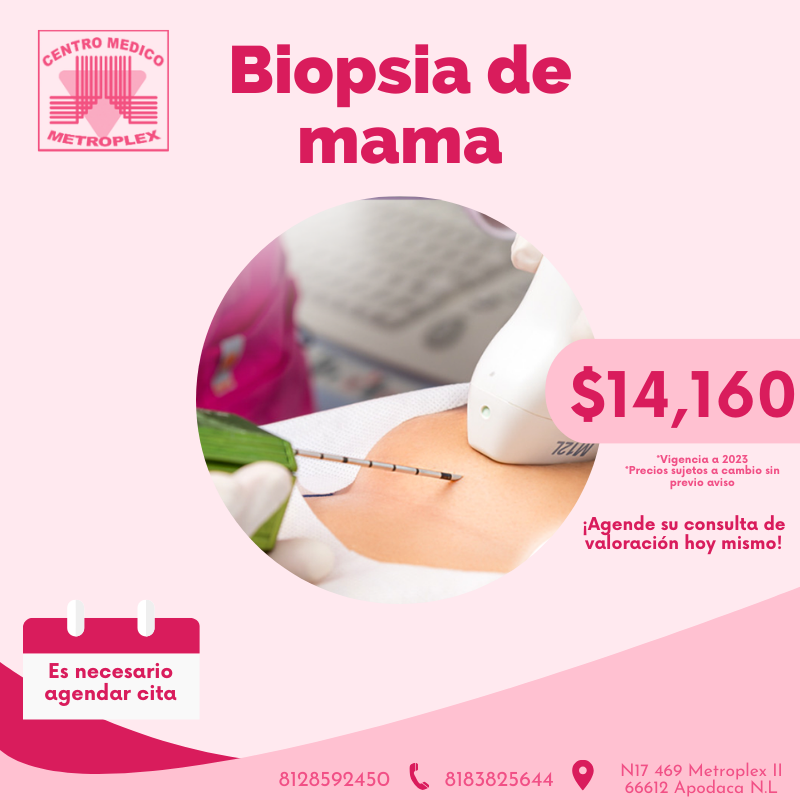 CENTRO MEDICO
METROPLEX
Biopsia de
mama
$14,160
*Vigencia a 2023
*Precios sujetos a cambio sin
previo aviso
¡Agende su consulta de
valoración hoy mismo!
M12L
Es necesario
agendar cita
8128592450
8183825644
N17 469 Metroplex II
66612 Apodaca N.L